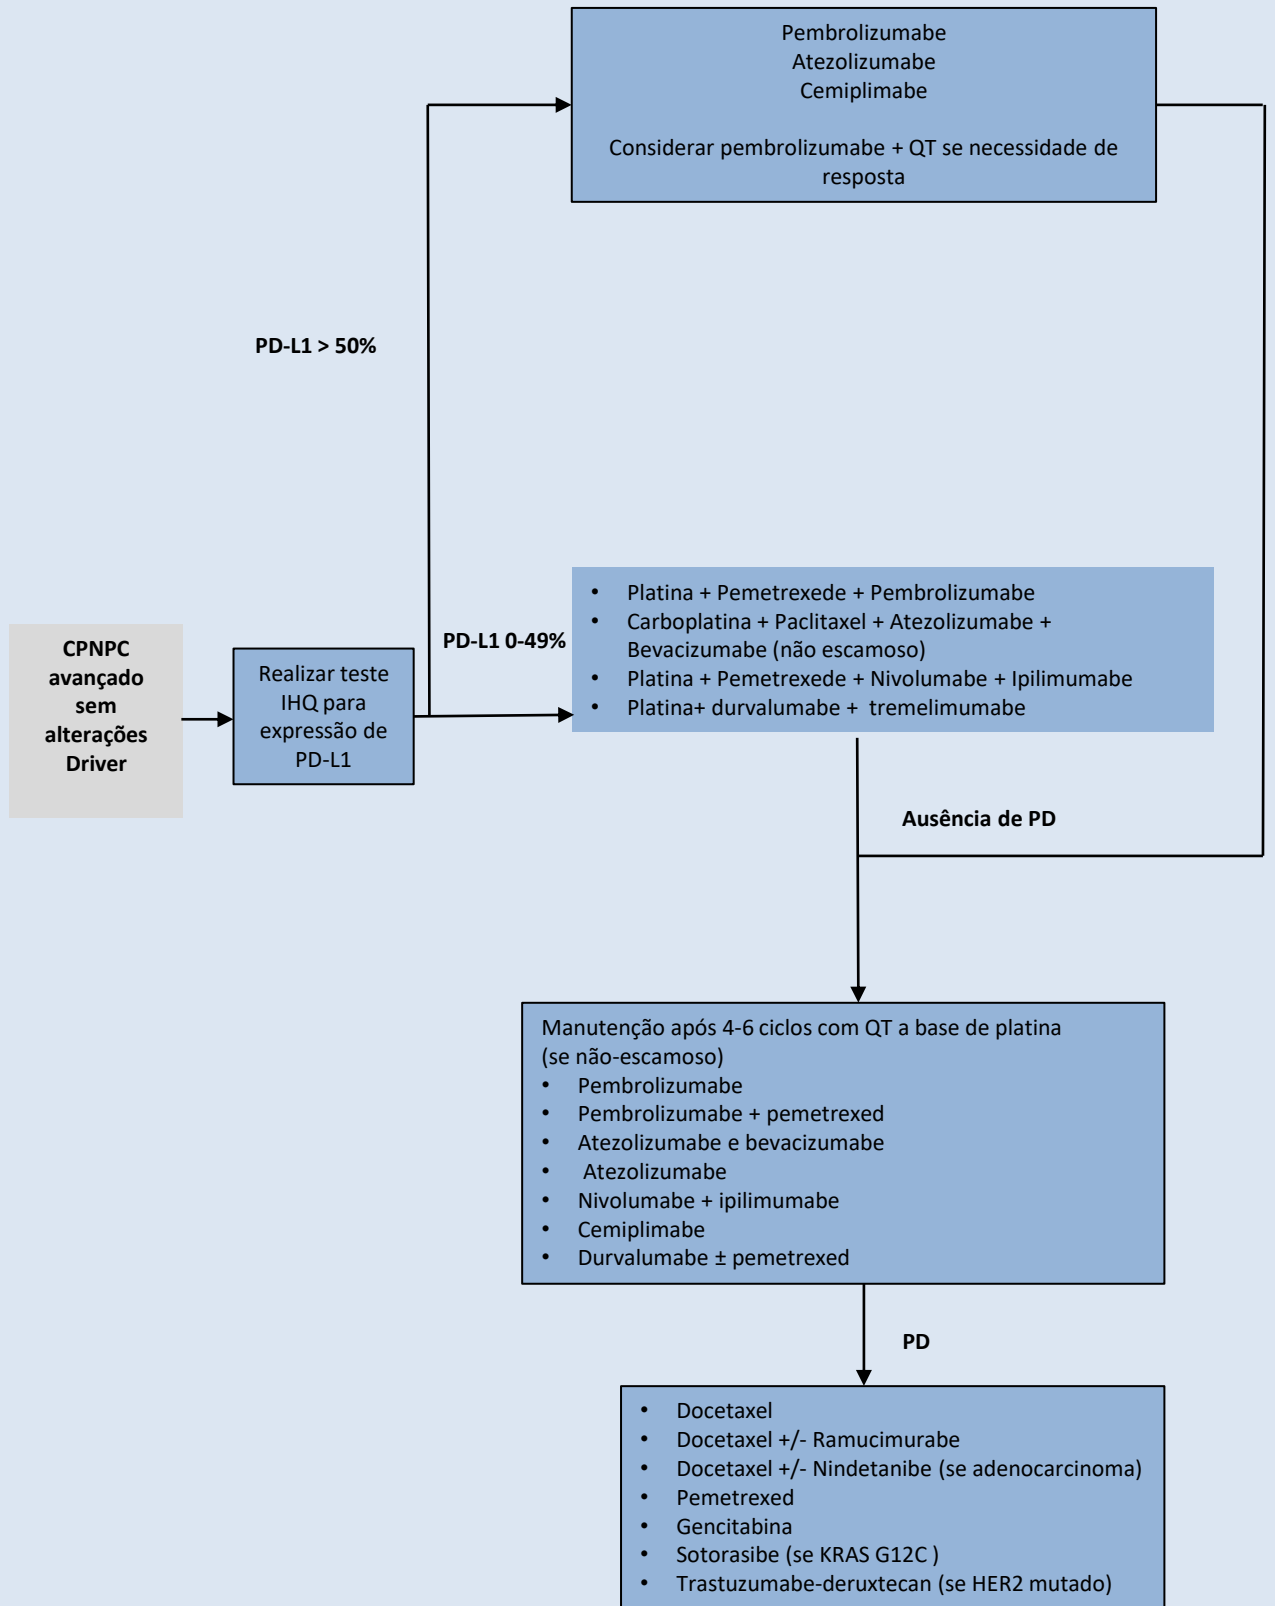 Pembrolizumabe
Atezolizumabe
Cemiplimabe
Considerar pembrolizumabe + QT se necessidade de
resposta
PD-L1 > 50%
PD-L1 0-49%
• Platina + Pemetrexede + Pembrolizumabe
• Carboplatina + Paclitaxel + Atezolizumabe +
Bevacizumabe (não escamoso)
• Platina + Pemetrexede + Nivolumabe + Ipilimumabe
• Platina+ durvalumabe + tremelimumabe
CPNPC
avançado
sem
alterações
Driver
Realizar teste
IHQ para
expressão de
PD-L1
Ausência de PD
Manutenção após 4-6 ciclos com QT a base de platina
(se não-escamoso)
• Pembrolizumabe
• Pembrolizumabe + pemetrexed
• Atezolizumabe e bevacizumabe
• Atezolizumabe
• Nivolumabe + ipilimumabe
• Cemiplimabe
• Durvalumabe ± pemetrexed
PD
• Docetaxel
• Docetaxel +/- Ramucimurabe
• Docetaxel +/- Nindetanibe (se adenocarcinoma)
• Pemetrexed
• Gencitabina
• Sotorasibe (se KRAS G12C )
• Trastuzumabe-deruxtecan (se HER2 mutado)